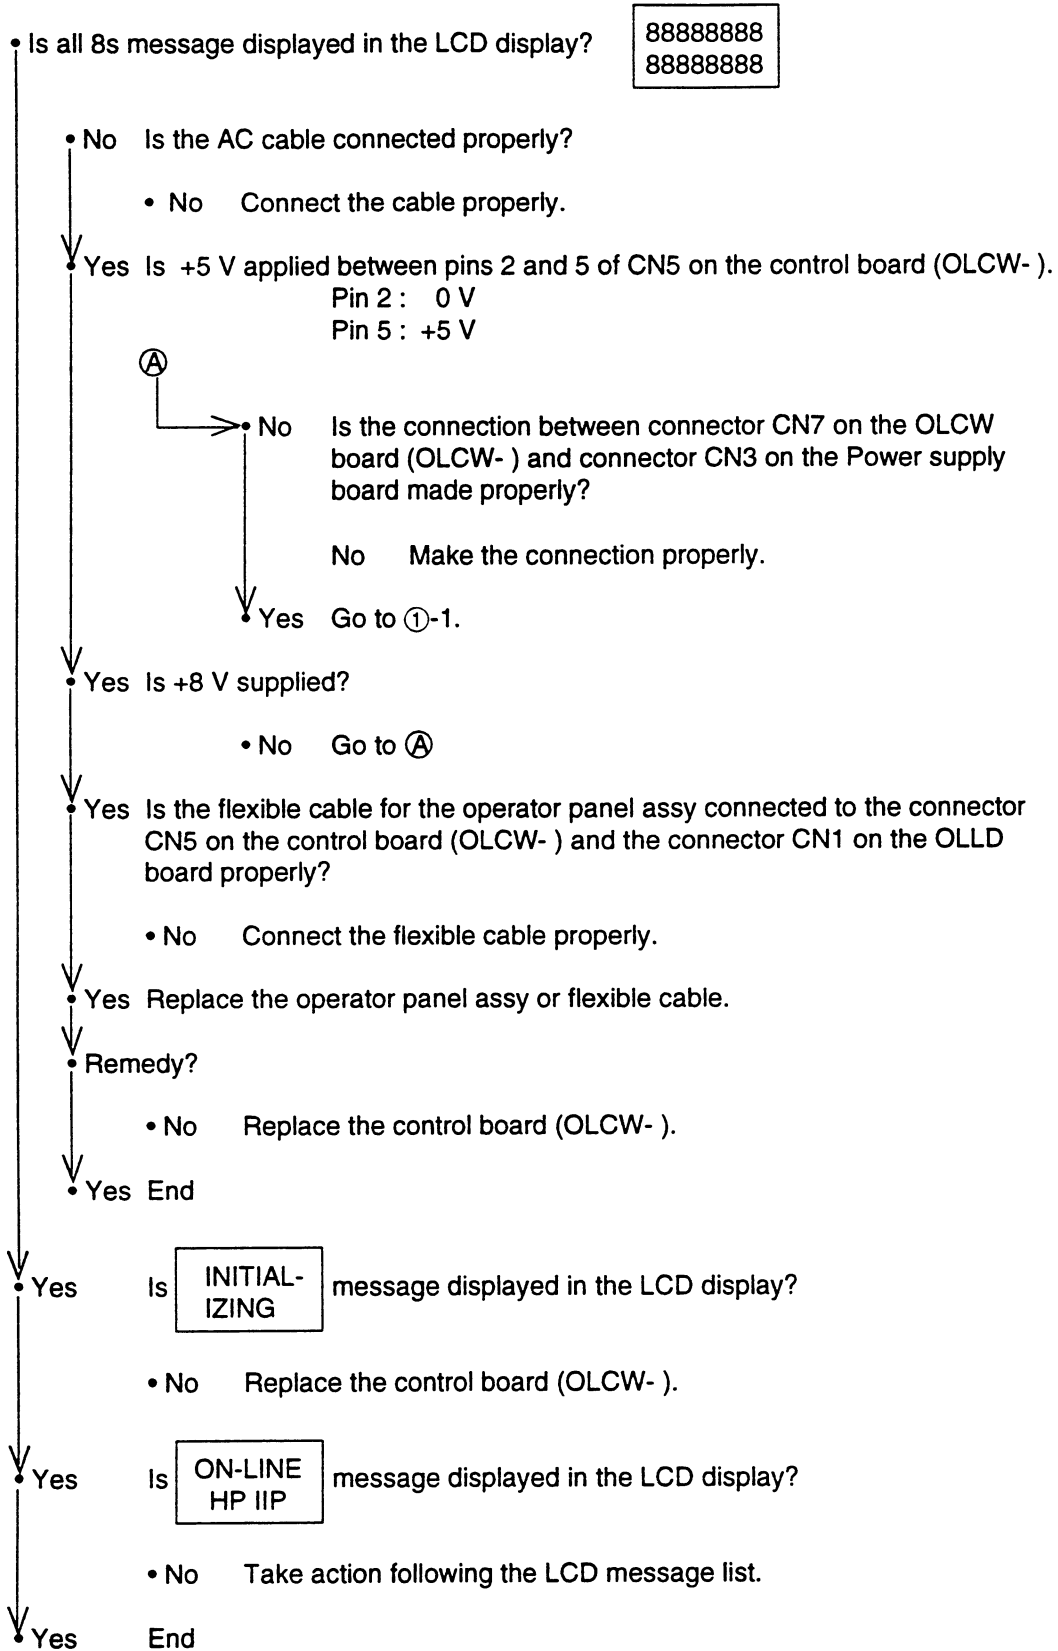 • Is all 8s message displayed in the LCD display?
88888888
88888888
• No Is the AC cable connected properly?
• No Connect the cable properly.
• Yes Is +5 V applied between pins 2 and 5 of CN5 on the control board (OLCW- ).
Pin 2 : 0 V
Pin 5 : +5 V
Ⓐ
• No Is the connection between connector CN7 on the OLCW
board (OLCW- ) and connector CN3 on the Power supply
board made properly?
No Make the connection properly.
• Yes Go to ①-1.
• Yes Is +8 V supplied?
• No Go to Ⓐ
• Yes Is the flexible cable for the operator panel assy connected to the connector
CN5 on the control board (OLCW- ) and the connector CN1 on the OLLD
board properly?
• No Connect the flexible cable properly.
• Yes Replace the operator panel assy or flexible cable.
• Remedy?
• No Replace the control board (OLCW- ).
• Yes End
• Yes Is INITIAL- message displayed in the LCD display?
IZING
• No Replace the control board (OLCW- ).
• Yes Is ON-LINE message displayed in the LCD display?
HP IIP
• No Take action following the LCD message list.
• Yes End